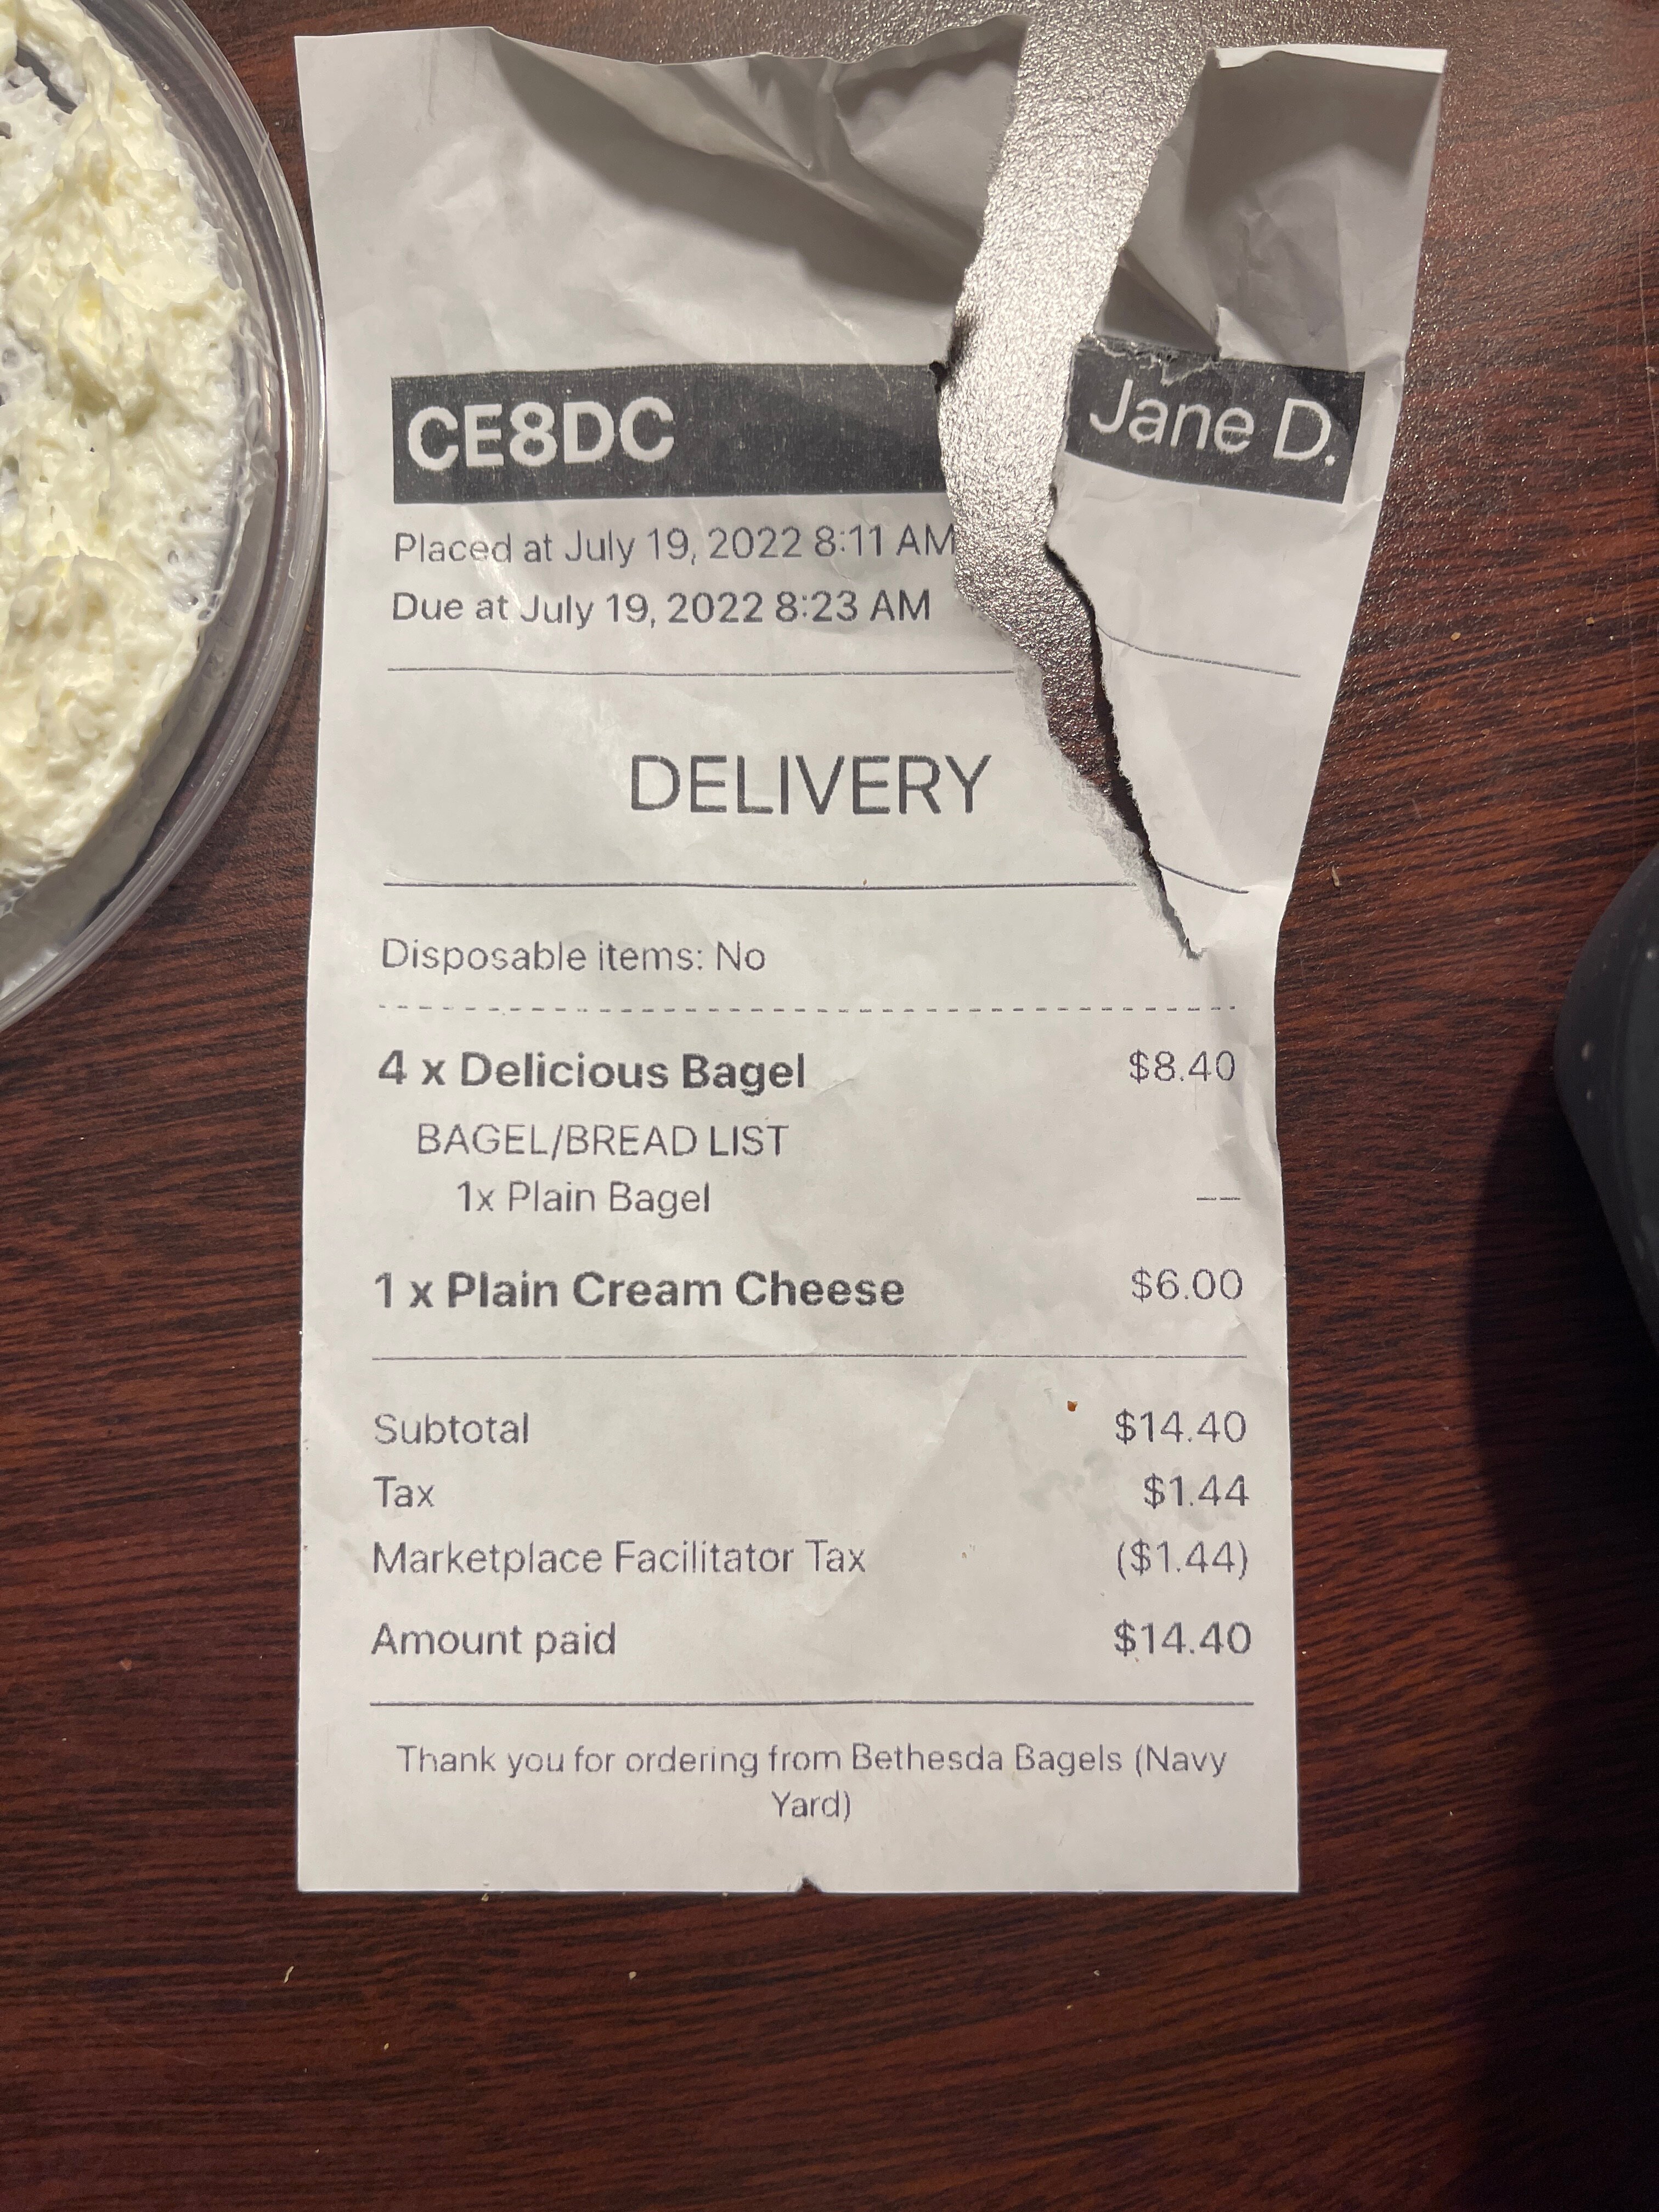 CE8DC Jane D.
Placed at July 19, 2022 8:11 AM
Due at July 19, 2022 8:23 AM
DELIVERY
Disposable items: No
4 x Delicious Bagel $8.40
BAGEL/BREAD LIST
1x Plain Bagel --
1 x Plain Cream Cheese $6.00
Subtotal $14.40
Tax $1.44
Marketplace Facilitator Tax ($1.44)
Amount paid $14.40
Thank you for ordering from Bethesda Bagels (Navy
Yard)